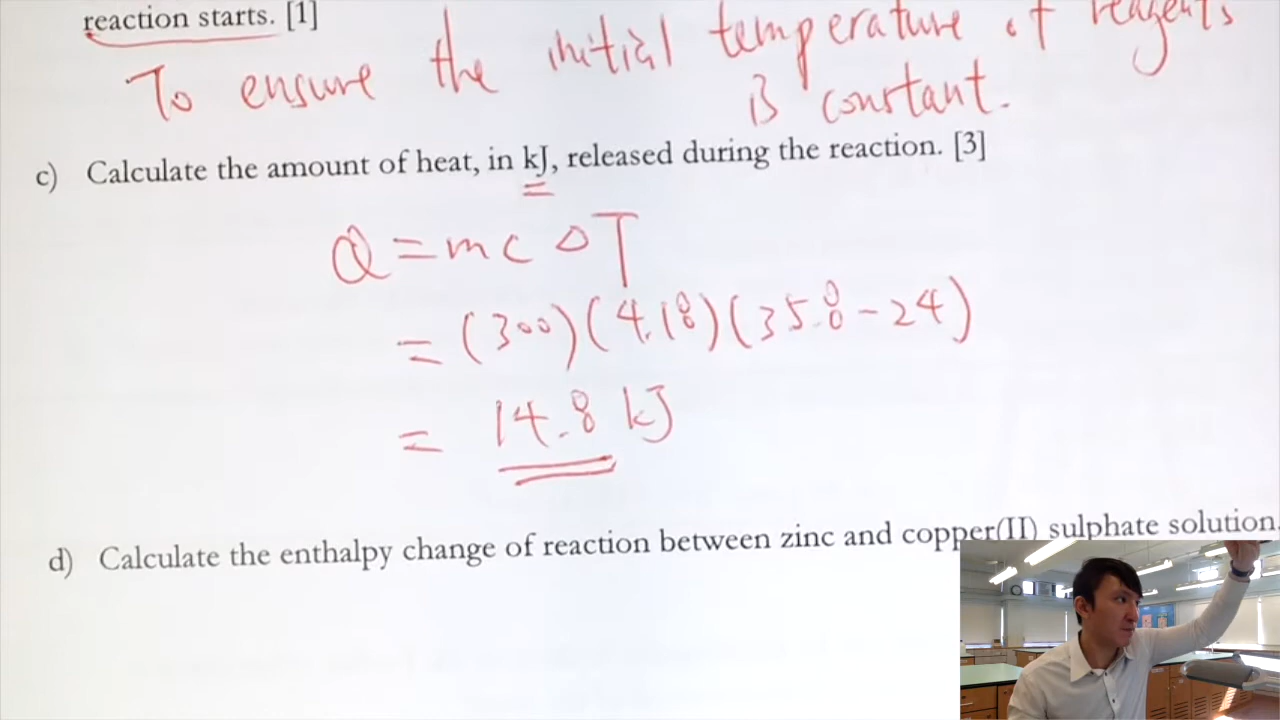 reaction starts. [1]
To ensure the initial temperature of reagents
is constant.
c) Calculate the amount of heat, in kJ, released during the reaction. [3]
Q = mc △T
= (300)(4.18)(35.8-24)
= 14.8 kJ
d) Calculate the enthalpy change of reaction between zinc and copper(II) sulphate solution.